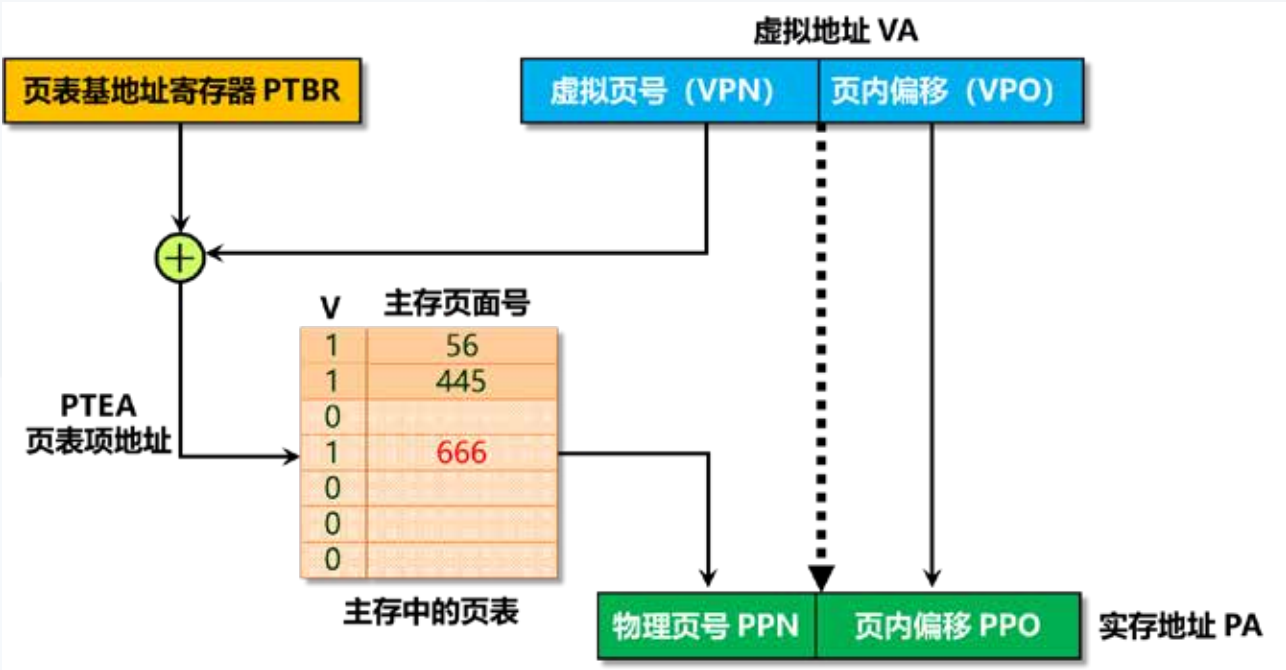 虚拟地址 VA
页表基地址寄存器 PTBR
虚拟页号（VPN）
页内偏移（VPO）
+
V
主存页面号
1
56
1
445
0
1
666
0
0
0
PTEA
页表项地址
主存中的页表
物理页号 PPN
页内偏移 PPO
实存地址 PA